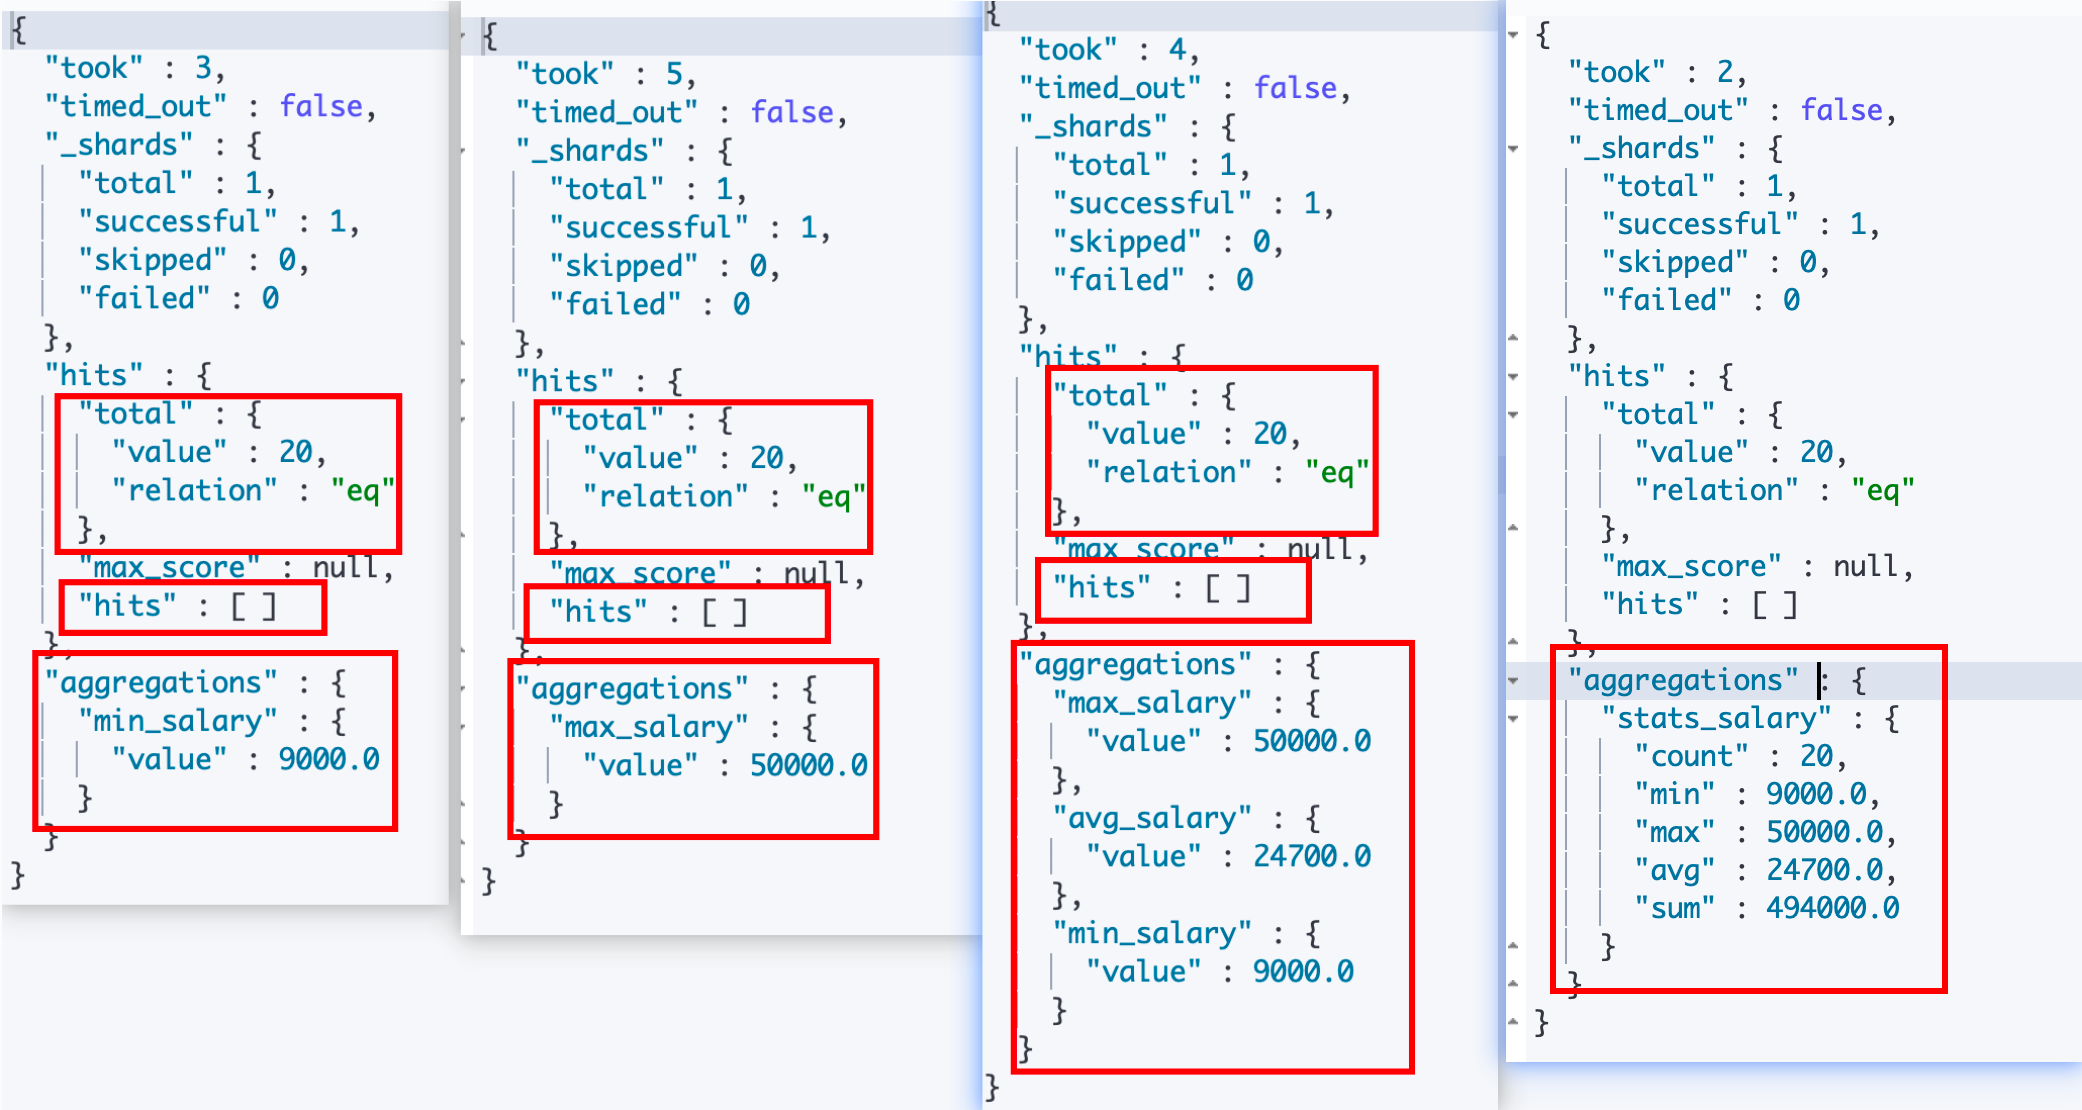 {
"took" : 3,
"timed_out" : false,
"_shards" : {
"total" : 1,
"successful" : 1,
"skipped" : 0,
"failed" : 0
},
"hits" : {
"total" : {
"value" : 20,
"relation" : "eq"
},
"max_score" : null,
"hits" : [ ]
},
"aggregations" : {
"min_salary" : {
"value" : 9000.0
}
}
}
{
"took" : 5,
"timed_out" : false,
"_shards" : {
"total" : 1,
"successful" : 1,
"skipped" : 0,
"failed" : 0
},
"hits" : {
"total" : {
"value" : 20,
"relation" : "eq"
},
"max_score" : null,
"hits" : [ ]
},
"aggregations" : {
"max_salary" : {
"value" : 50000.0
}
}
}
{
"took" : 4,
"timed_out" : false,
"_shards" : {
"total" : 1,
"successful" : 1,
"skipped" : 0,
"failed" : 0
},
"hits" : {
"total" : {
"value" : 20,
"relation" : "eq"
},
"max_score" : null,
"hits" : [ ]
},
"aggregations" : {
"max_salary" : {
"value" : 50000.0
},
"avg_salary" : {
"value" : 24700.0
},
"min_salary" : {
"value" : 9000.0
}
}
}
{
"took" : 2,
"timed_out" : false,
"_shards" : {
"total" : 1,
"successful" : 1,
"skipped" : 0,
"failed" : 0
},
"hits" : {
"total" : {
"value" : 20,
"relation" : "eq"
},
"max_score" : null,
"hits" : [ ]
},
"aggregations" : {
"stats_salary" : {
"count" : 20,
"min" : 9000.0,
"max" : 50000.0,
"avg" : 24700.0,
"sum" : 494000.0
}
}
}